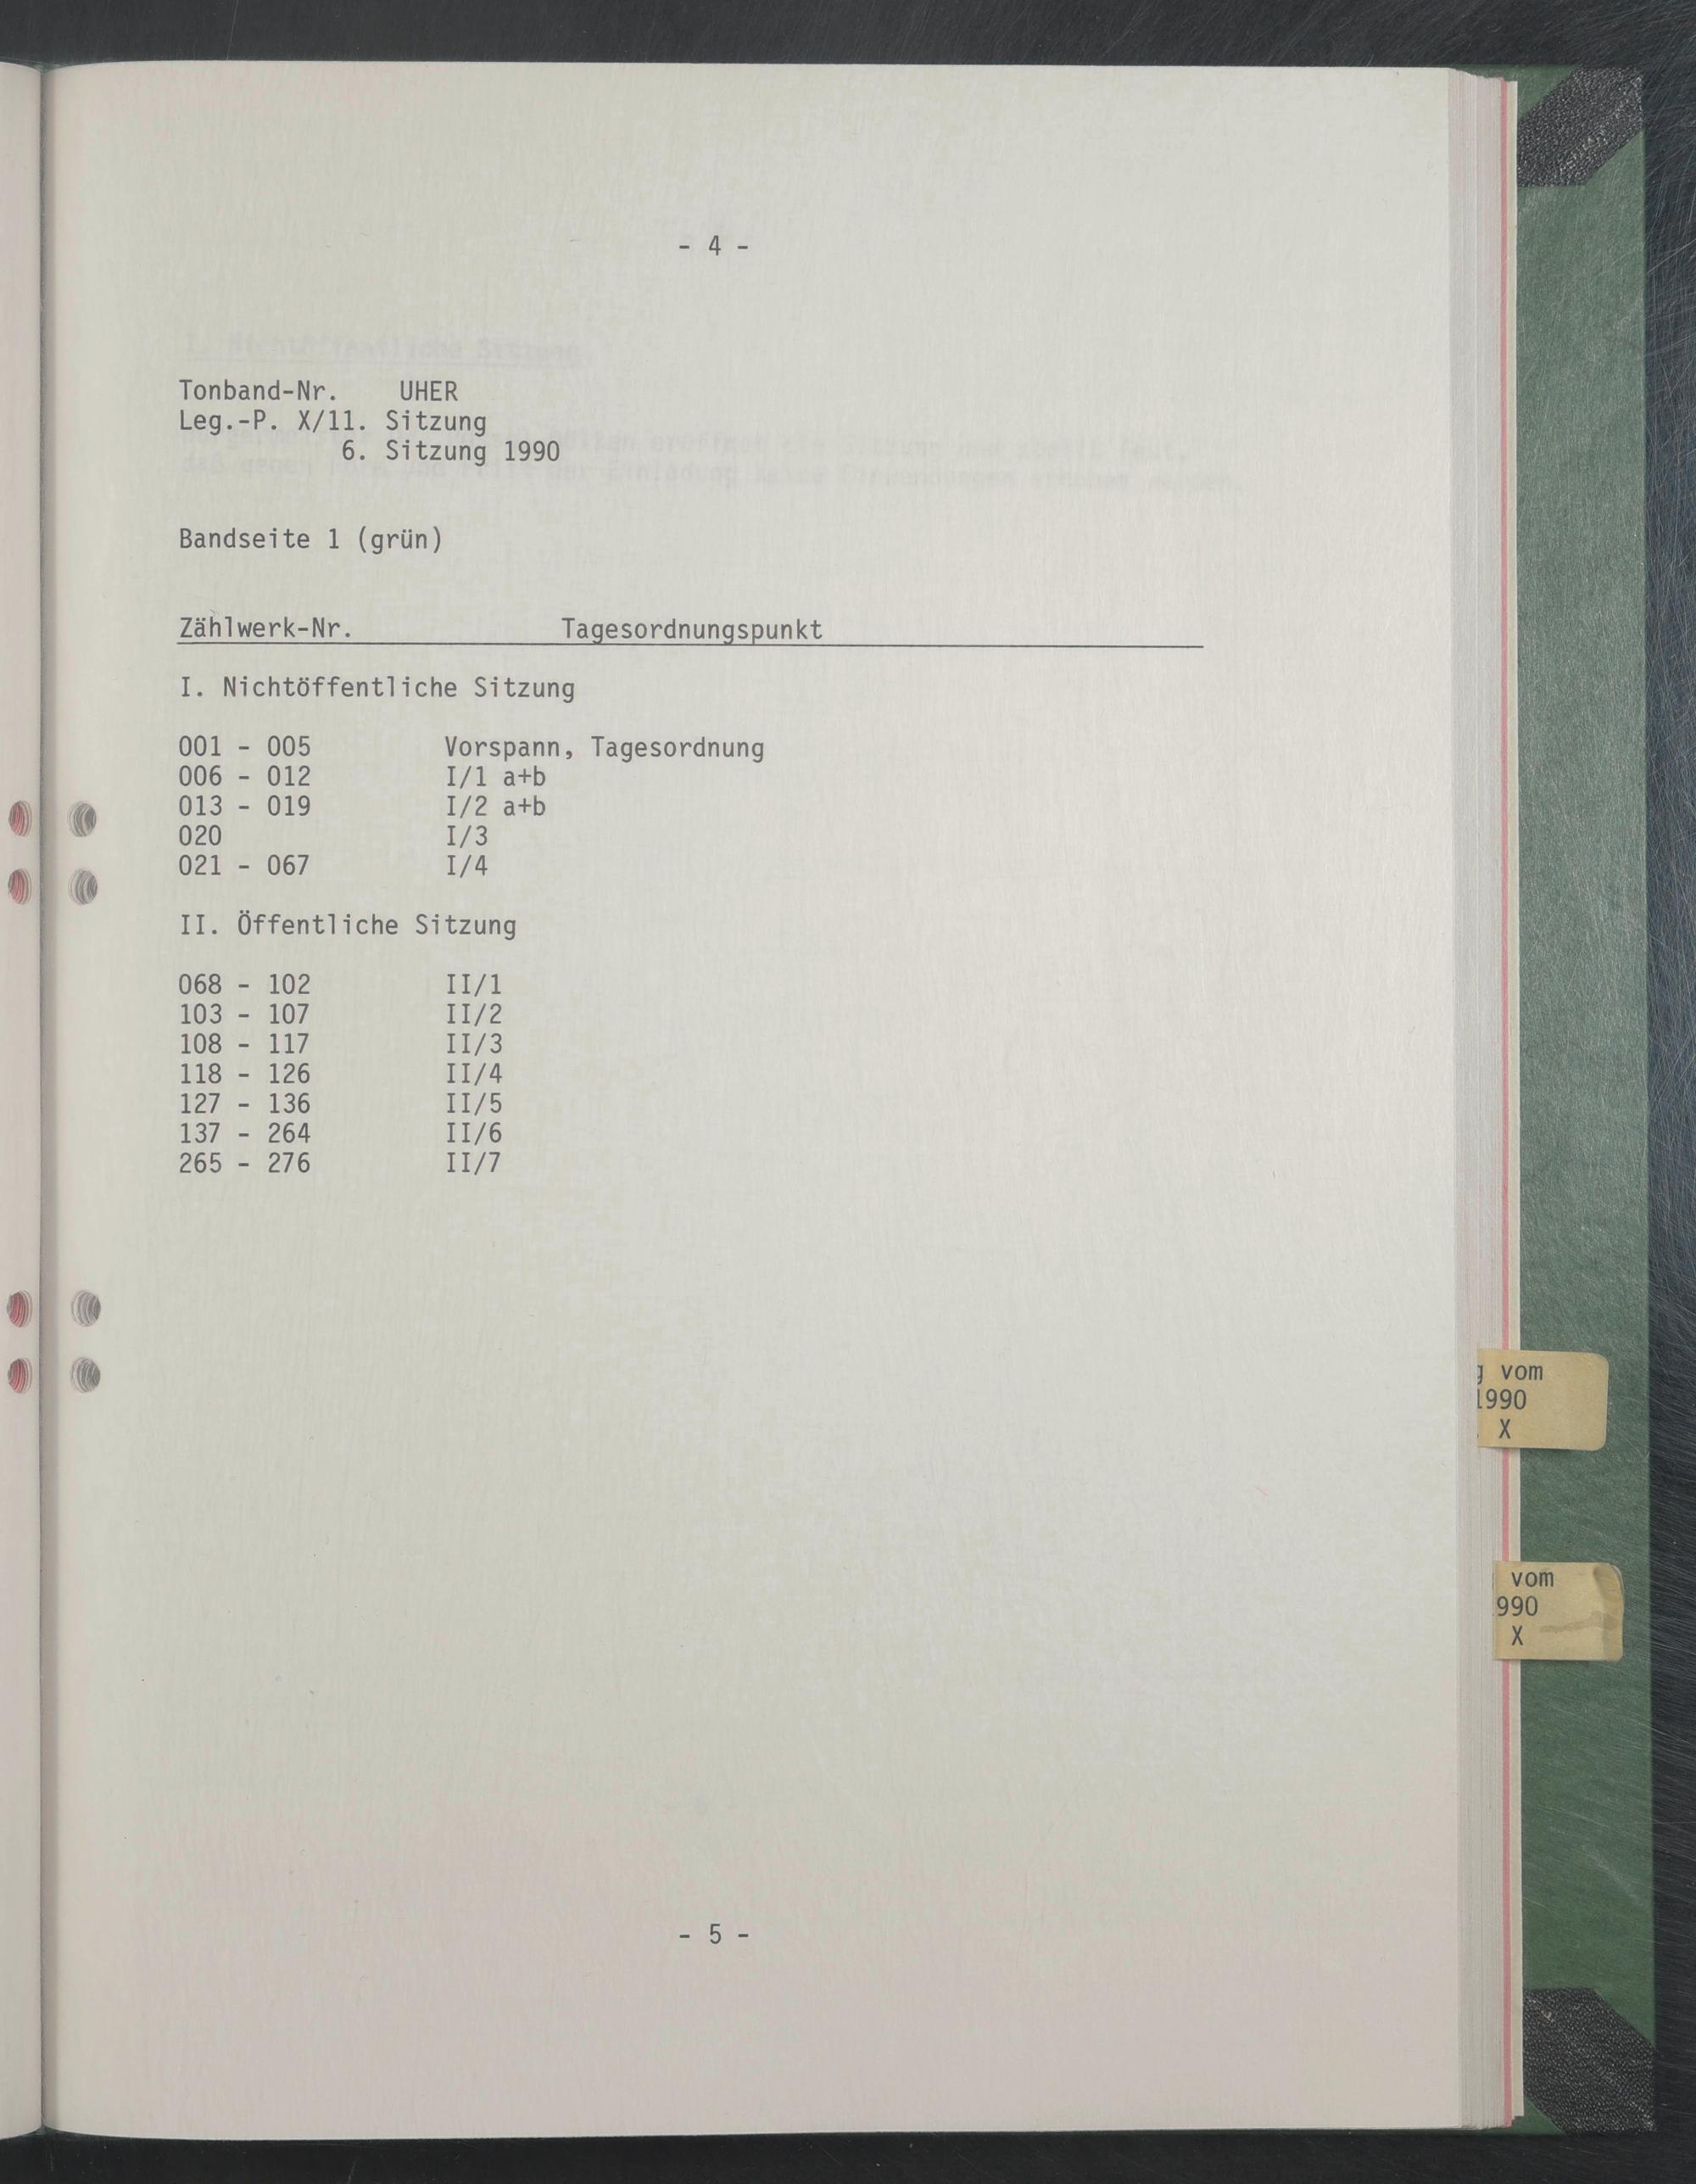 - 4 -
Tonband-Nr. UHER
Leg.-P. X/11. Sitzung
6. Sitzung 1990
Bandseite 1 (grün)
Zählwerk-Nr. Tagesordnungspunkt
I. Nichtöffentliche Sitzung
001 - 005 Vorspann, Tagesordnung
006 - 012 I/1 a+b
013 - 019 I/2 a+b
020 I/3
021 - 067 I/4
II. Öffentliche Sitzung
068 - 102 II/1
103 - 107 II/2
108 - 117 II/3
118 - 126 II/4
127 - 136 II/5
137 - 264 II/6
265 - 276 II/7
- 5 -
g vom
1990
. X
vom
990
X